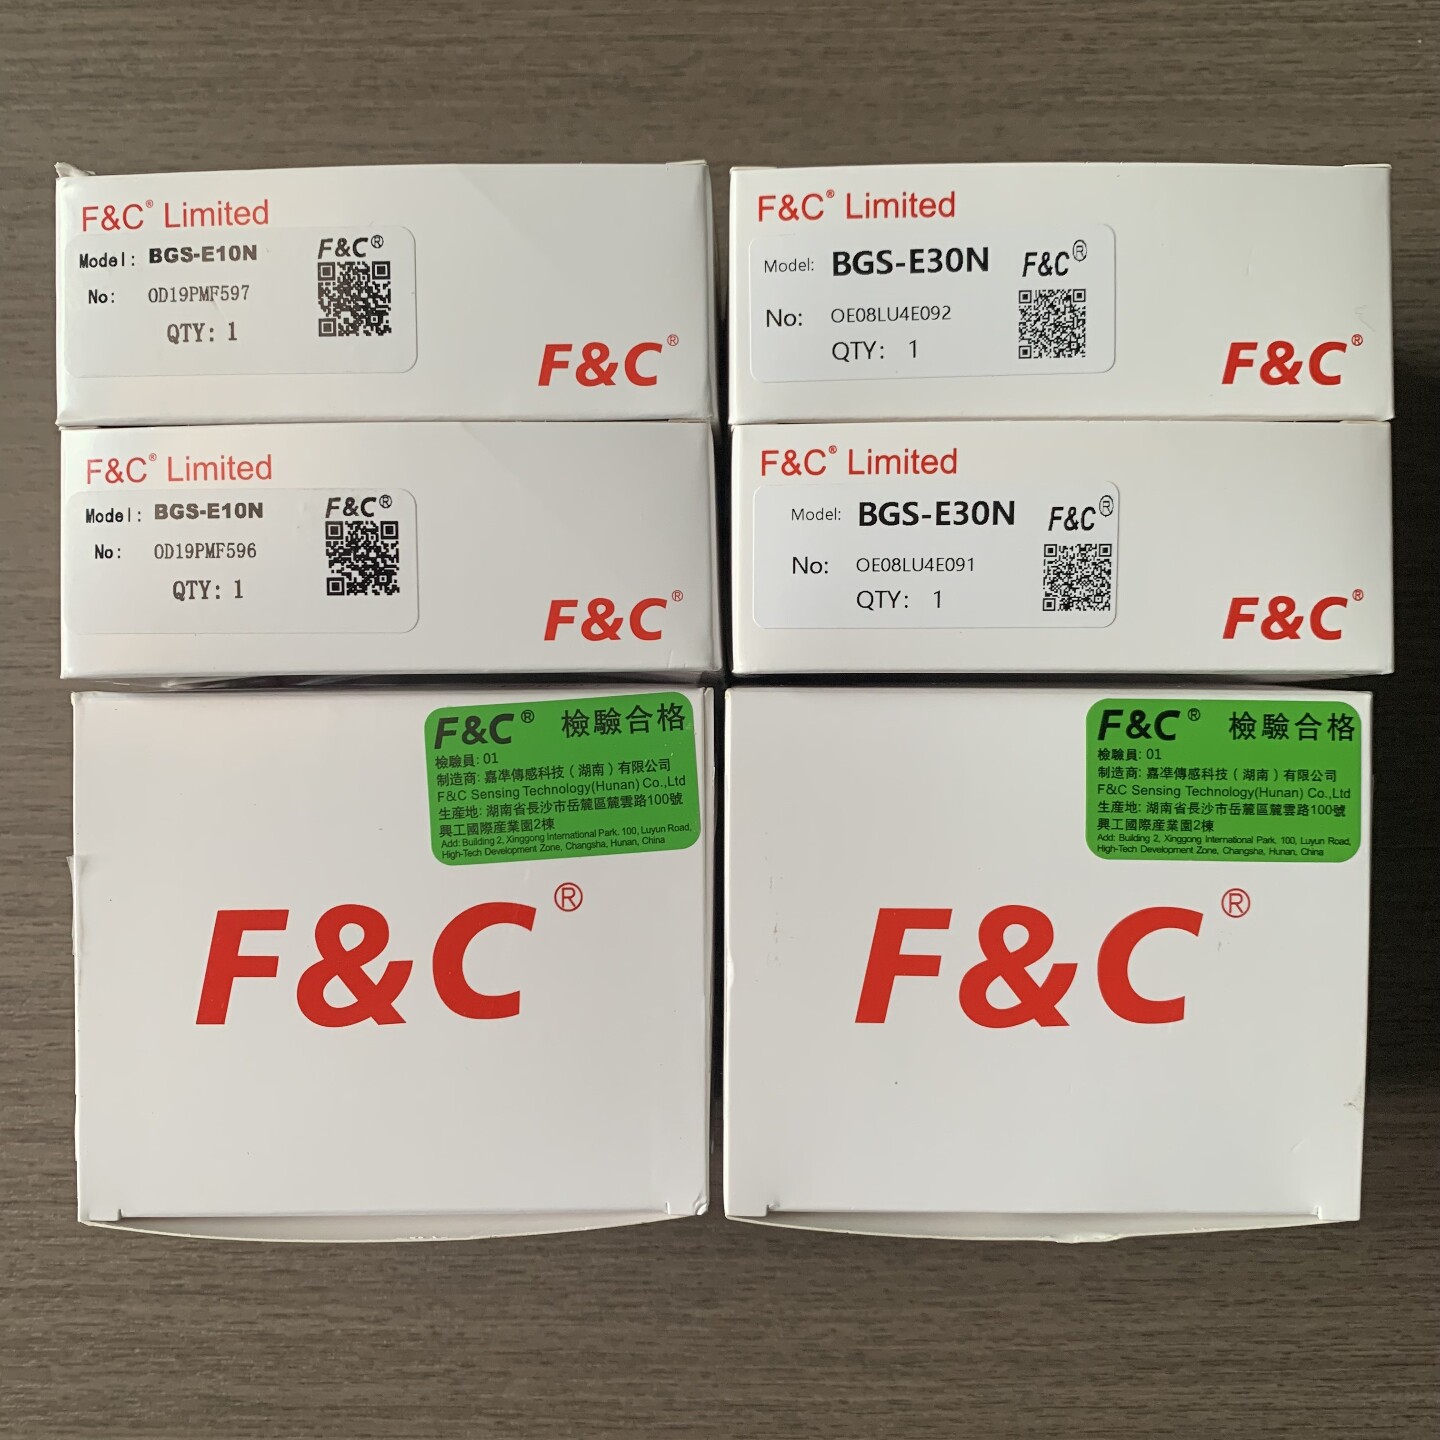 F&C® Limited
Model: BGS-E10N F&C®
No: OD19PMF597
QTY: 1
F&C®
F&C® Limited
Model: BGS-E30N F&C®
No: OE08LU4E092
QTY: 1
F&C®
F&C® Limited
Model: BGS-E10N F&C®
No: OD19PMF596
QTY: 1
F&C®
F&C® Limited
Model: BGS-E30N F&C®
No: OE08LU4E091
QTY: 1
F&C®
F&C® 檢驗合格
檢驗員: 01
制造商: 嘉準傳感科技（湖南）有限公司
F&C Sensing Technology(Hunan) Co.,Ltd
生産地: 湖南省長沙市岳麓區麓雲路100號
興工國際産業園2棟
Add: Building 2, Xinggong International Park, 100, Luyun Road,
High-Tech Development Zone, Changsha, Hunan, China
F&C®
F&C® 檢驗合格
檢驗員: 01
制造商: 嘉準傳感科技（湖南）有限公司
F&C Sensing Technology(Hunan) Co.,Ltd
生産地: 湖南省長沙市岳麓區麓雲路100號
興工國際産業園2棟
Add: Building 2, Xinggong International Park, 100, Luyun Road,
High-Tech Development Zone, Changsha, Hunan, China
F&C®